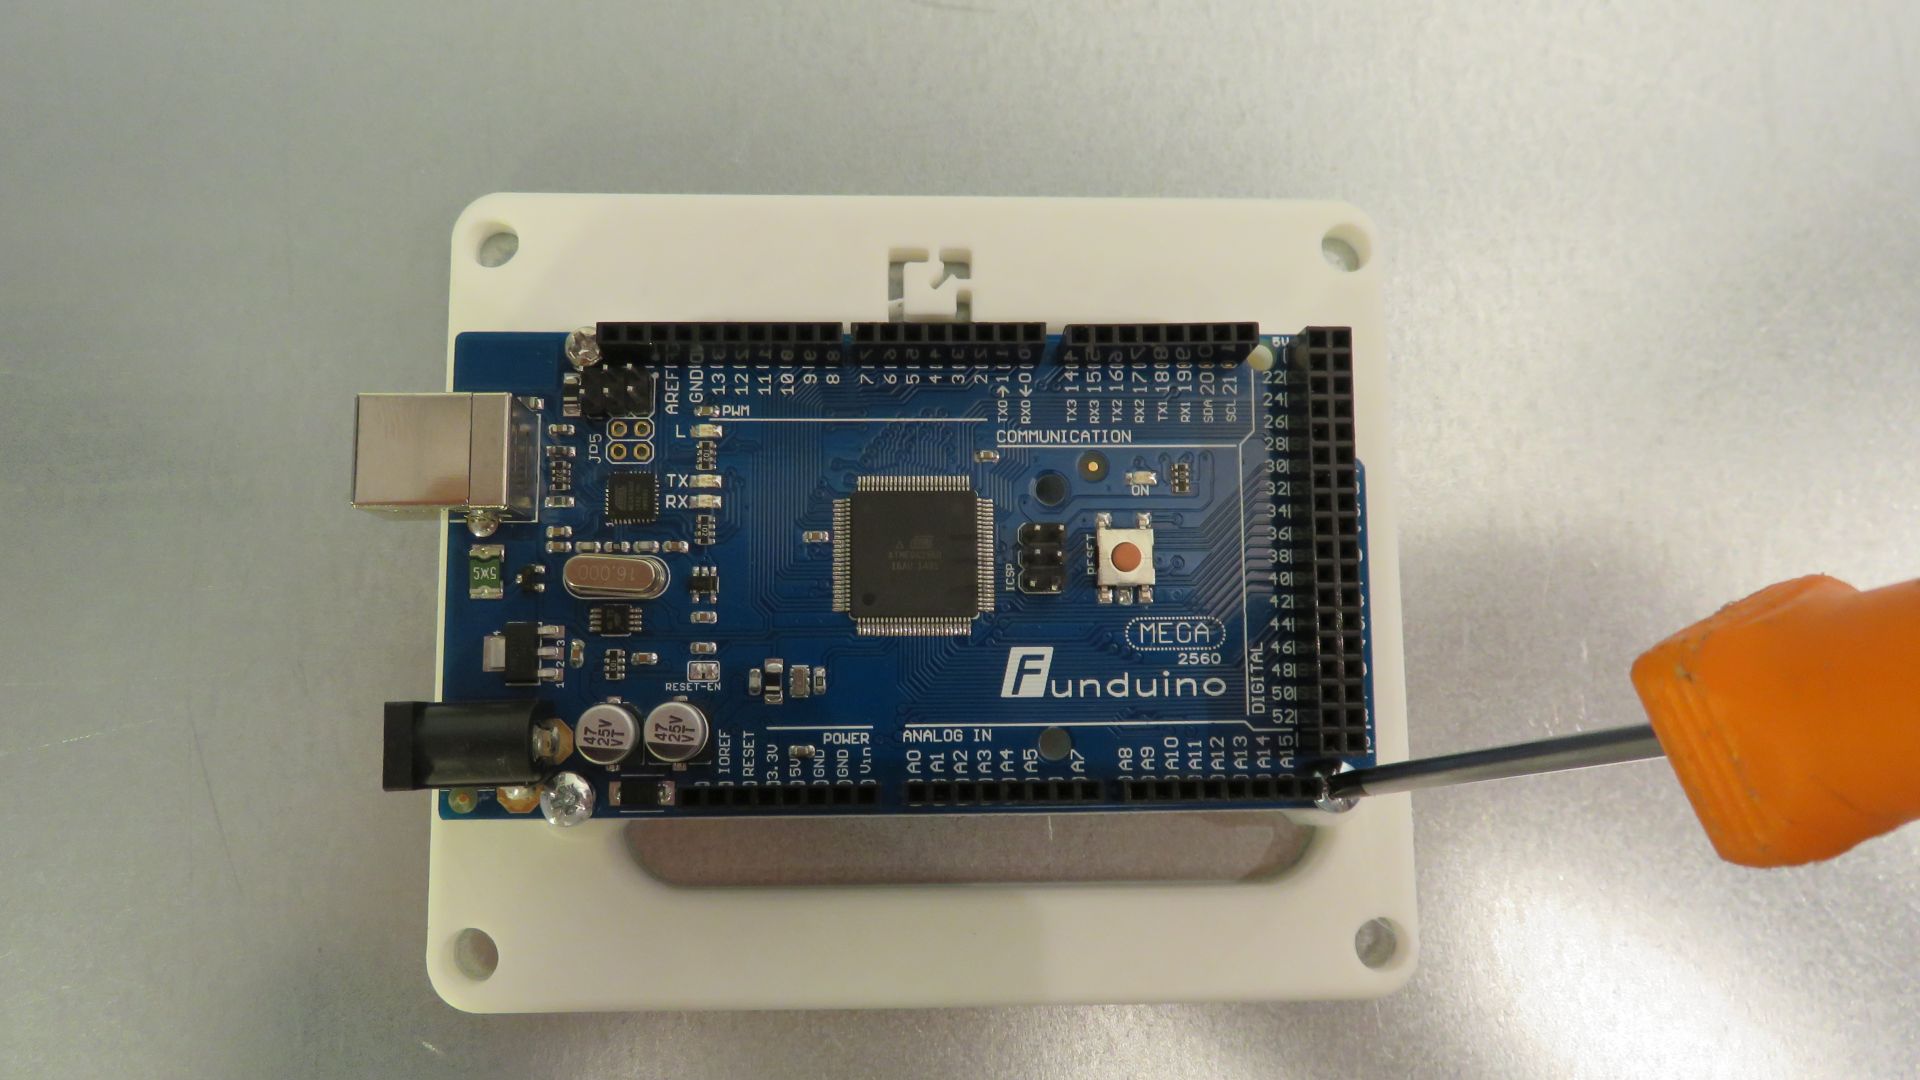 5V
AREF
GND
13
12
11
10
9
8
7
6
5
4
3
2
TX0→1
RX0←0
TX3 14
RX3 15
TX2 16
RX2 17
TX1 18
RX1 19
SDA 20
SCL 21
PWM
L
COMMUNICATION
22
24
26
28
30
32
34
36
38
40
42
44
46
48
50
52
DIGITAL
JP5
TX
RX
ON
16.000
RESET
ICSP
MEGA
2560
Funduino
RESET-EN
47
25V
VT
47
25V
VT
IOREF
RESET
3.3V
5V
GND
GND
Vin
POWER
ANALOG IN
A0
A1
A2
A3
A4
A5
A7
A8
A9
A10
A11
A12
A13
A14
A15